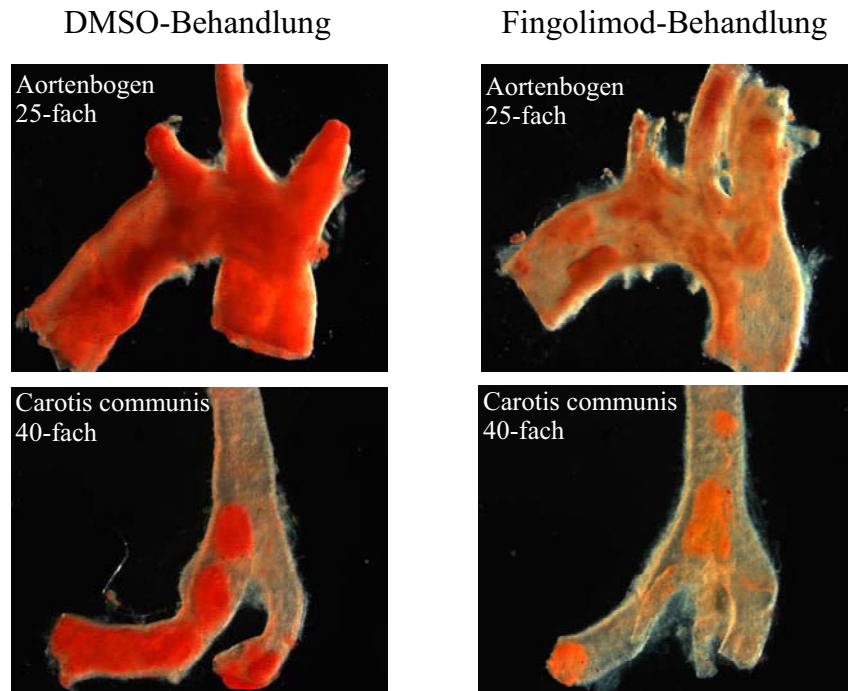 DMSO-Behandlung
Fingolimod-Behandlung
Aortenbogen
25-fach
Aortenbogen
25-fach
Carotis communis
40-fach
Carotis communis
40-fach